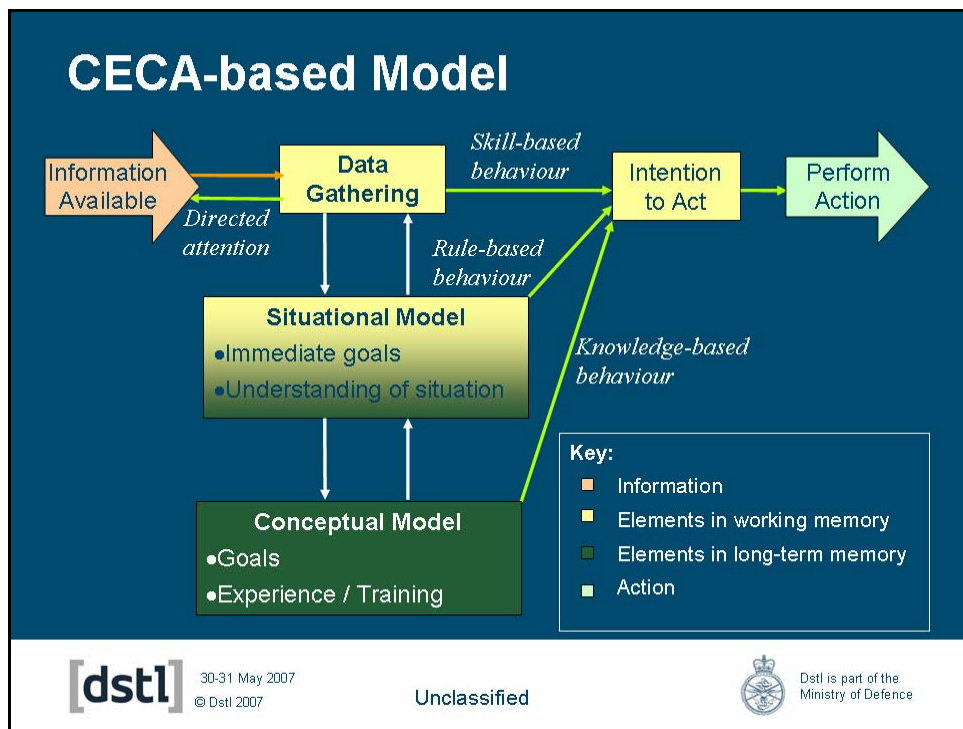 CECA-based Model
Information
Available
Directed
attention
Data
Gathering
Skill-based
behaviour
Intention
to Act
Perform
Action
Rule-based
behaviour
Situational Model
●Immediate goals
●Understanding of situation
Knowledge-based
behaviour
Conceptual Model
●Goals
●Experience / Training
Key:
Information
Elements in working memory
Elements in long-term memory
Action
[dstl]
30-31 May 2007
© Dstl 2007
Unclassified
Dstl is part of the
Ministry of Defence